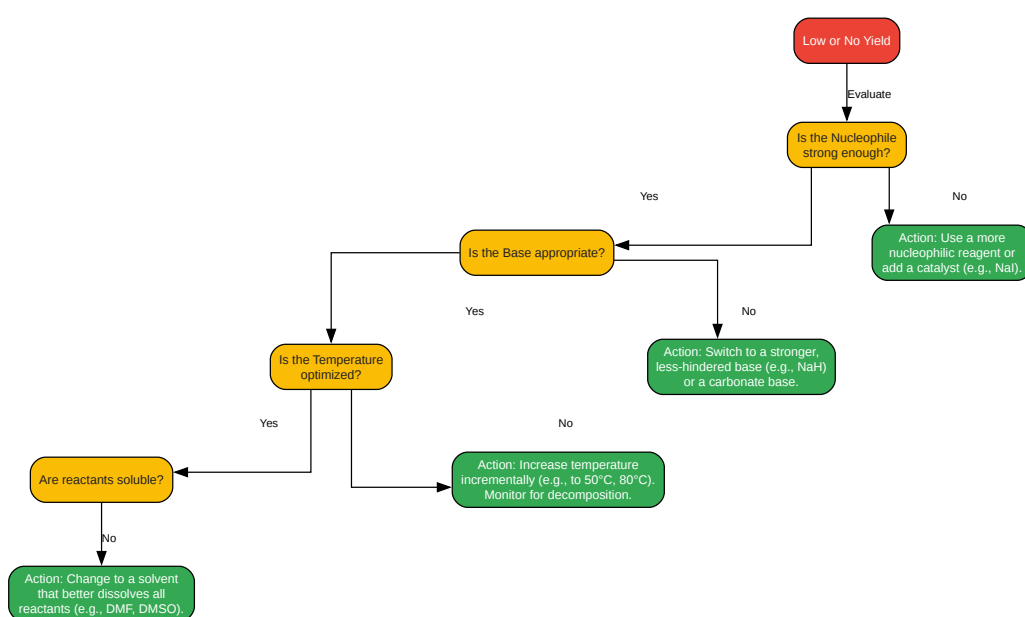 Low or No Yield
Evaluate
Is the Nucleophile
strong enough?
Yes
No
Action: Use a more
nucleophilic reagent or
add a catalyst (e.g., NaI).
Is the Base appropriate?
Yes
No
Action: Switch to a stronger,
less-hindered base (e.g., NaH)
or a carbonate base.
Is the Temperature
optimized?
Yes
No
Action: Increase temperature
incrementally (e.g., to 50°C, 80°C).
Monitor for decomposition.
Are reactants soluble?
No
Action: Change to a solvent
that better dissolves all
reactants (e.g., DMF, DMSO).